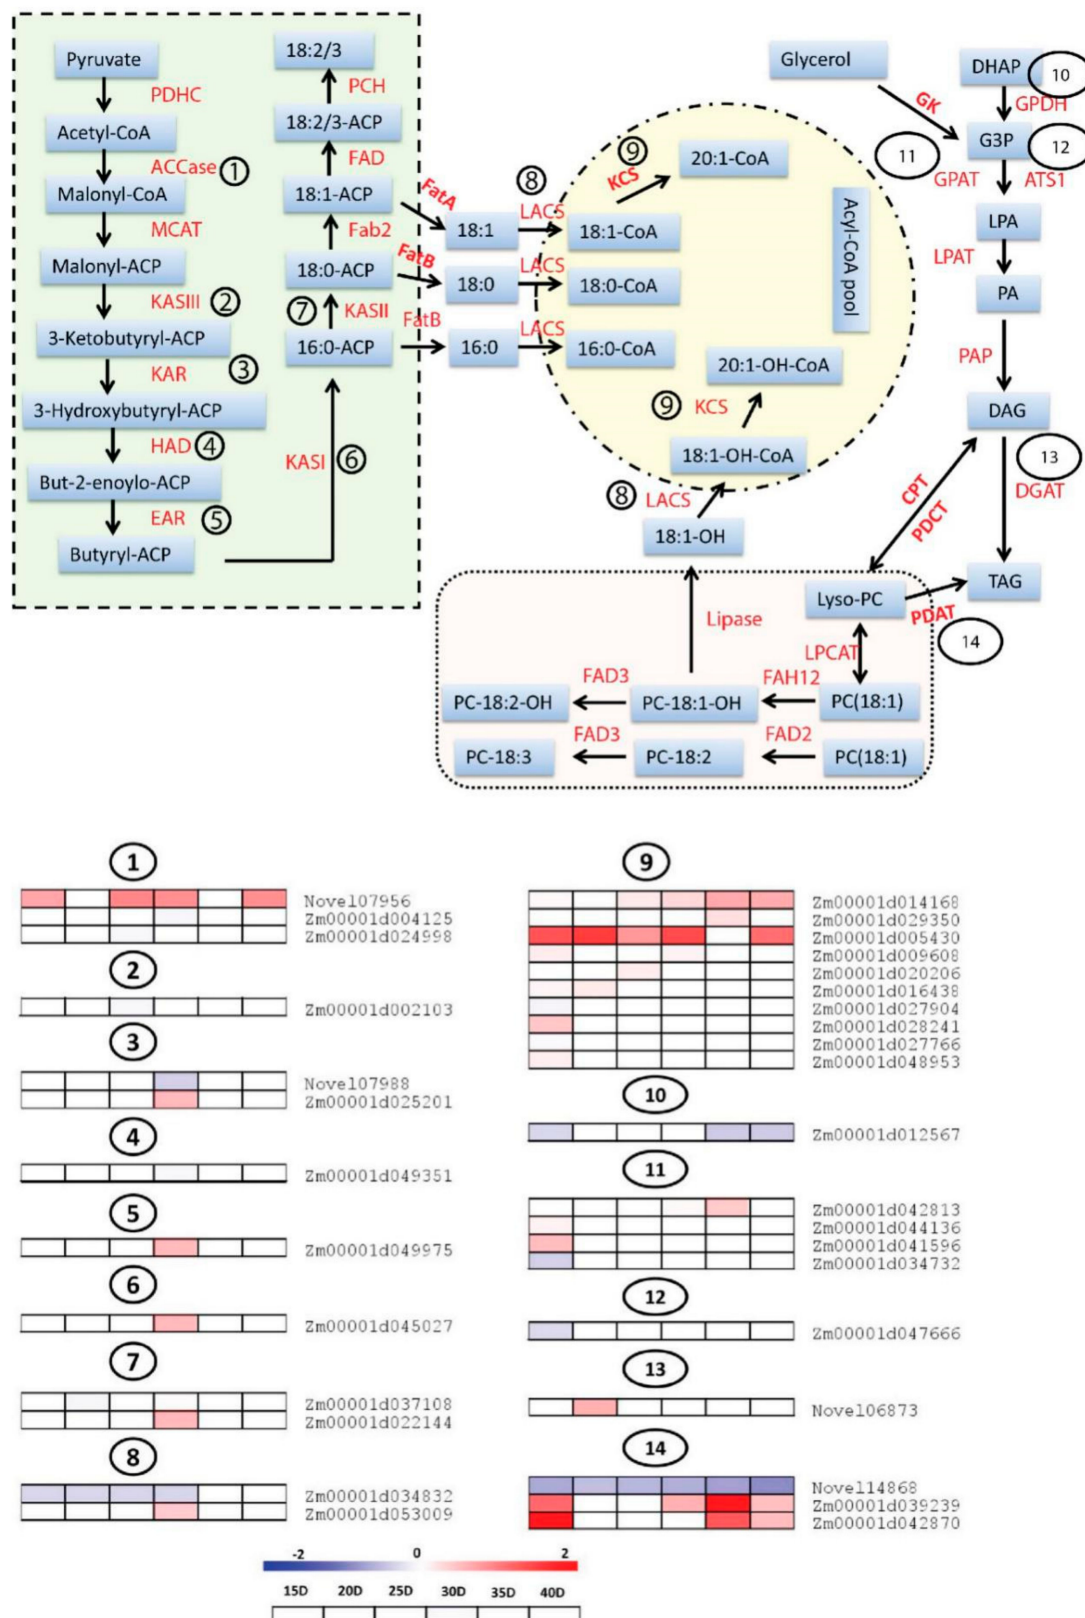 Pyruvate
PDHC
Acetyl-CoA
ACCase 1
Malonyl-CoA
MCAT
Malonyl-ACP
KASIII 2
3-Ketobutyryl-ACP
KAR 3
3-Hydroxybutyryl-ACP
HAD 4
But-2-enoylo-ACP
EAR 5
Butyryl-ACP
18:2/3
PCH
18:2/3-ACP
FAD
18:1-ACP
Fab2
18:0-ACP
7 KASII
16:0-ACP
KASI 6
FatA
FatB
FatB
18:1
18:0
16:0
8
LACS
LACS
LACS
18:1-CoA
18:0-CoA
16:0-CoA
9
KCS
20:1-CoA
Acyl-CoA pool
20:1-OH-CoA
9 KCS
18:1-OH-CoA
8 LACS
18:1-OH
Glycerol
GK
DHAP 10
GPDH
G3P 12
11
GPAT
ATS1
LPA
LPAT
PA
PAP
DAG
13
DGAT
CPT
PDCT
TAG
Lyso-PC
PDAT
14
Lipase
LPCAT
FAD3
FAH12
PC-18:2-OH
PC-18:1-OH
PC(18:1)
FAD3
FAD2
PC-18:3
PC-18:2
PC(18:1)
1
Novel07956
Zm00001d004125
Zm00001d024998
2
Zm00001d002103
3
Novel07988
Zm00001d025201
4
Zm00001d049351
5
Zm00001d049975
6
Zm00001d045027
7
Zm00001d037108
Zm00001d022144
8
Zm00001d034832
Zm00001d053009
9
Zm00001d014168
Zm00001d029350
Zm00001d005430
Zm00001d009608
Zm00001d020206
Zm00001d016438
Zm00001d027904
Zm00001d028241
Zm00001d027766
Zm00001d048953
10
Zm00001d012567
11
Zm00001d042813
Zm00001d044136
Zm00001d041596
Zm00001d034732
12
Zm00001d047666
13
Novel06873
14
Novel14868
Zm00001d039239
Zm00001d042870
-2 0 2
15D 20D 25D 30D 35D 40D